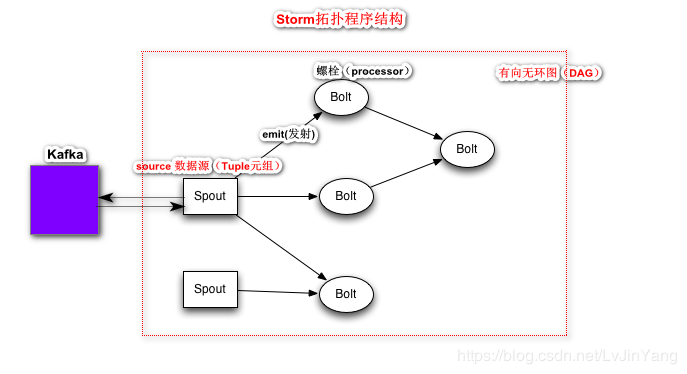 Storm拓扑程序结构
螺栓（processor）
有向无环图（DAG）
Bolt
emit(发射)
Bolt
Kafka
source 数据源（Tuple元组）
Spout
Bolt
Spout
Bolt
https://blog.csdn.net/LvJinYang